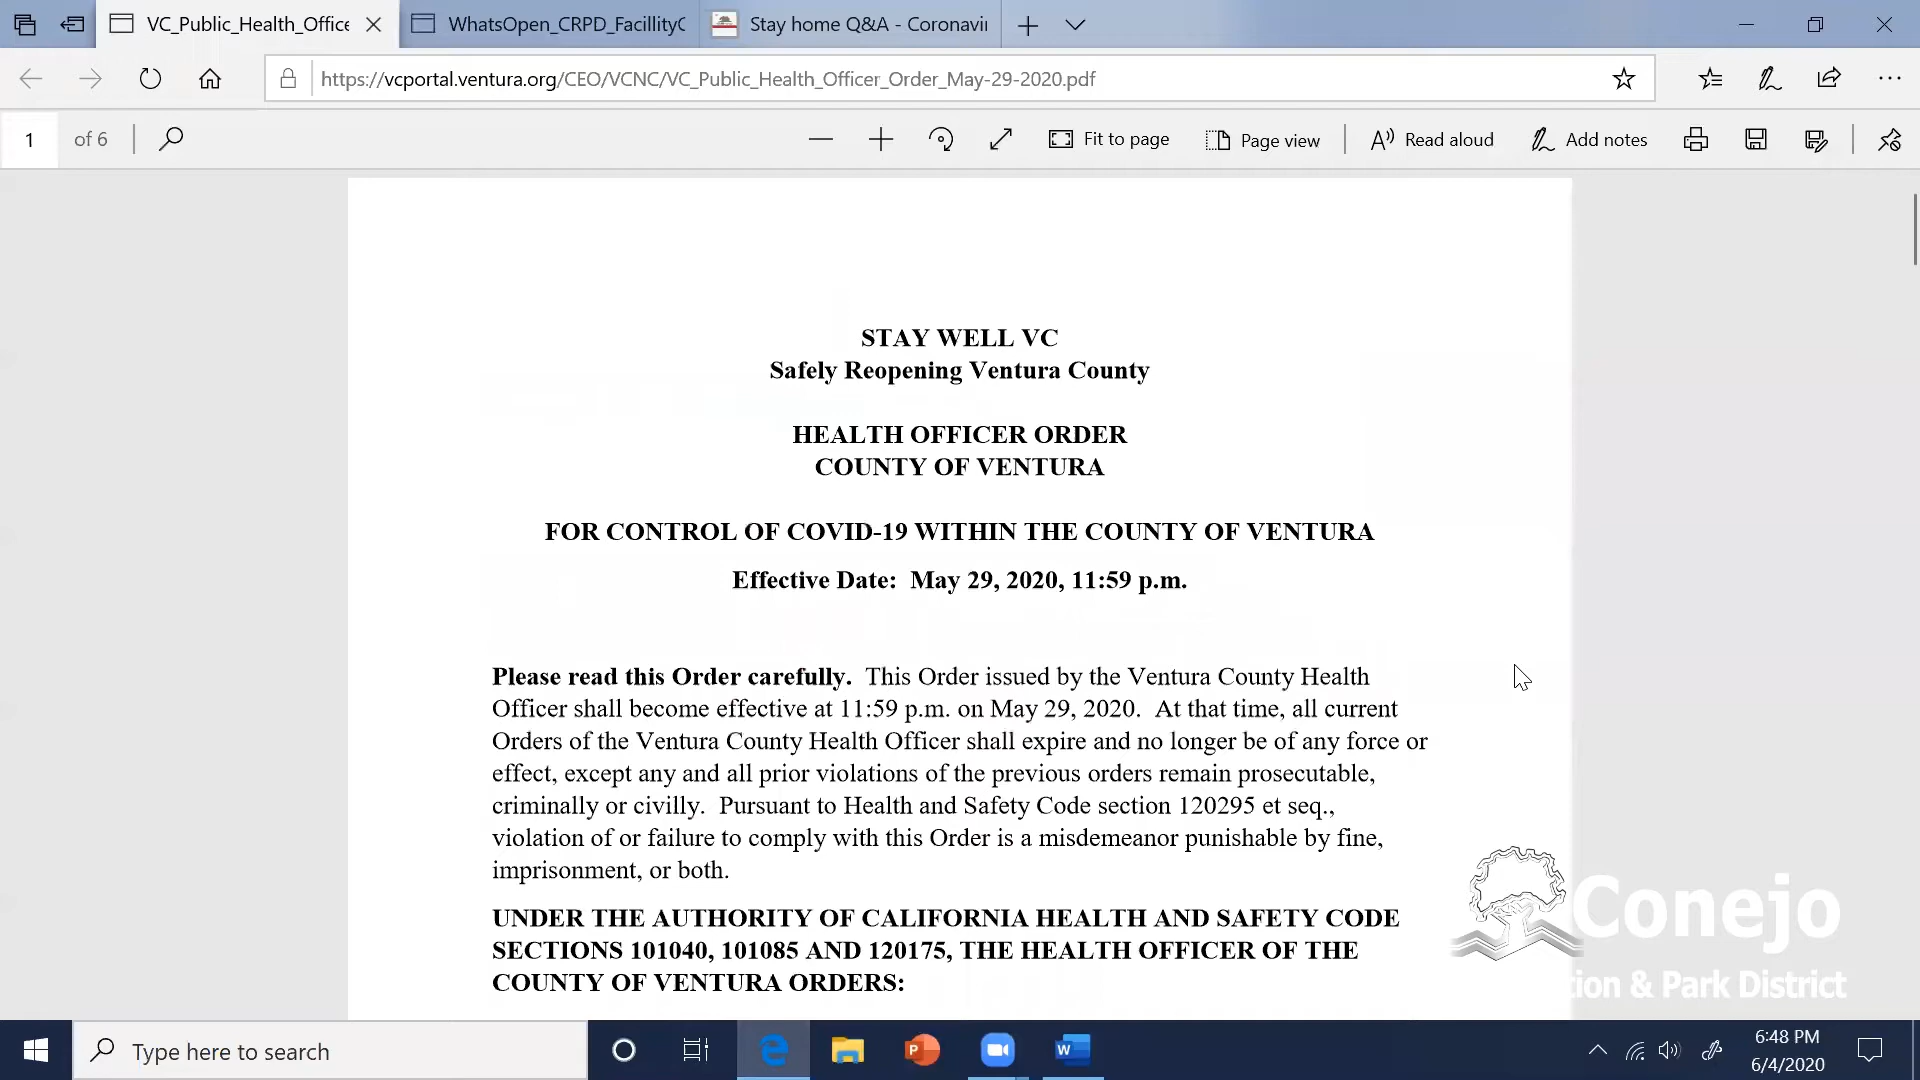 VC_Public_Health_Office
WhatsOpen_CRPD_FacillityC
Stay home Q&A - Coronavii
https://vcportal.ventura.org/CEO/VCNC/VC_Public_Health_Officer_Order_May-29-2020.pdf
1 of 6
Fit to page
Page view
Read aloud
Add notes
STAY WELL VC
Safely Reopening Ventura County
HEALTH OFFICER ORDER
COUNTY OF VENTURA
FOR CONTROL OF COVID-19 WITHIN THE COUNTY OF VENTURA
Effective Date: May 29, 2020, 11:59 p.m.
Please read this Order carefully. This Order issued by the Ventura County Health
Officer shall become effective at 11:59 p.m. on May 29, 2020. At that time, all current
Orders of the Ventura County Health Officer shall expire and no longer be of any force or
effect, except any and all prior violations of the previous orders remain prosecutable,
criminally or civilly. Pursuant to Health and Safety Code section 120295 et seq.,
violation of or failure to comply with this Order is a misdemeanor punishable by fine,
imprisonment, or both.
UNDER THE AUTHORITY OF CALIFORNIA HEALTH AND SAFETY CODE
SECTIONS 101040, 101085 AND 120175, THE HEALTH OFFICER OF THE
COUNTY OF VENTURA ORDERS:
Conejo
tion & Park District
Type here to search
6:48 PM
6/4/2020